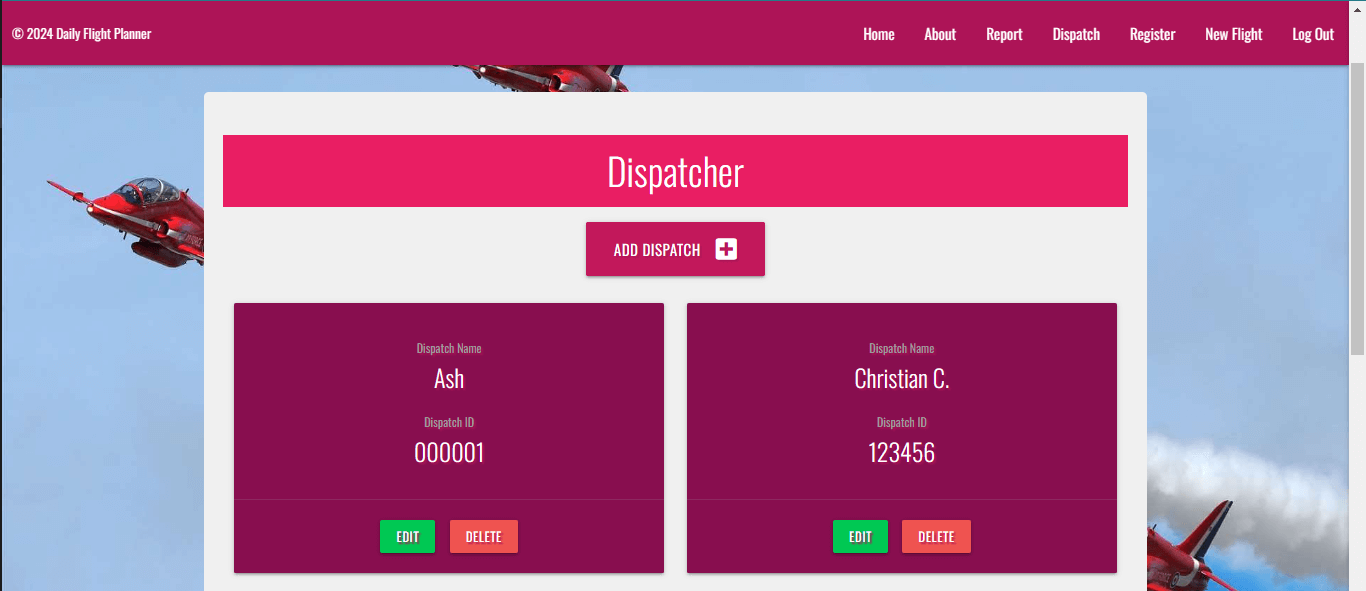 © 2024 Daily Flight Planner
Home About Report Dispatch Register New Flight Log Out
Dispatcher
ADD DISPATCH
Dispatch Name
Ash
Dispatch ID
000001
EDIT DELETE
Dispatch Name
Christian C.
Dispatch ID
123456
EDIT DELETE